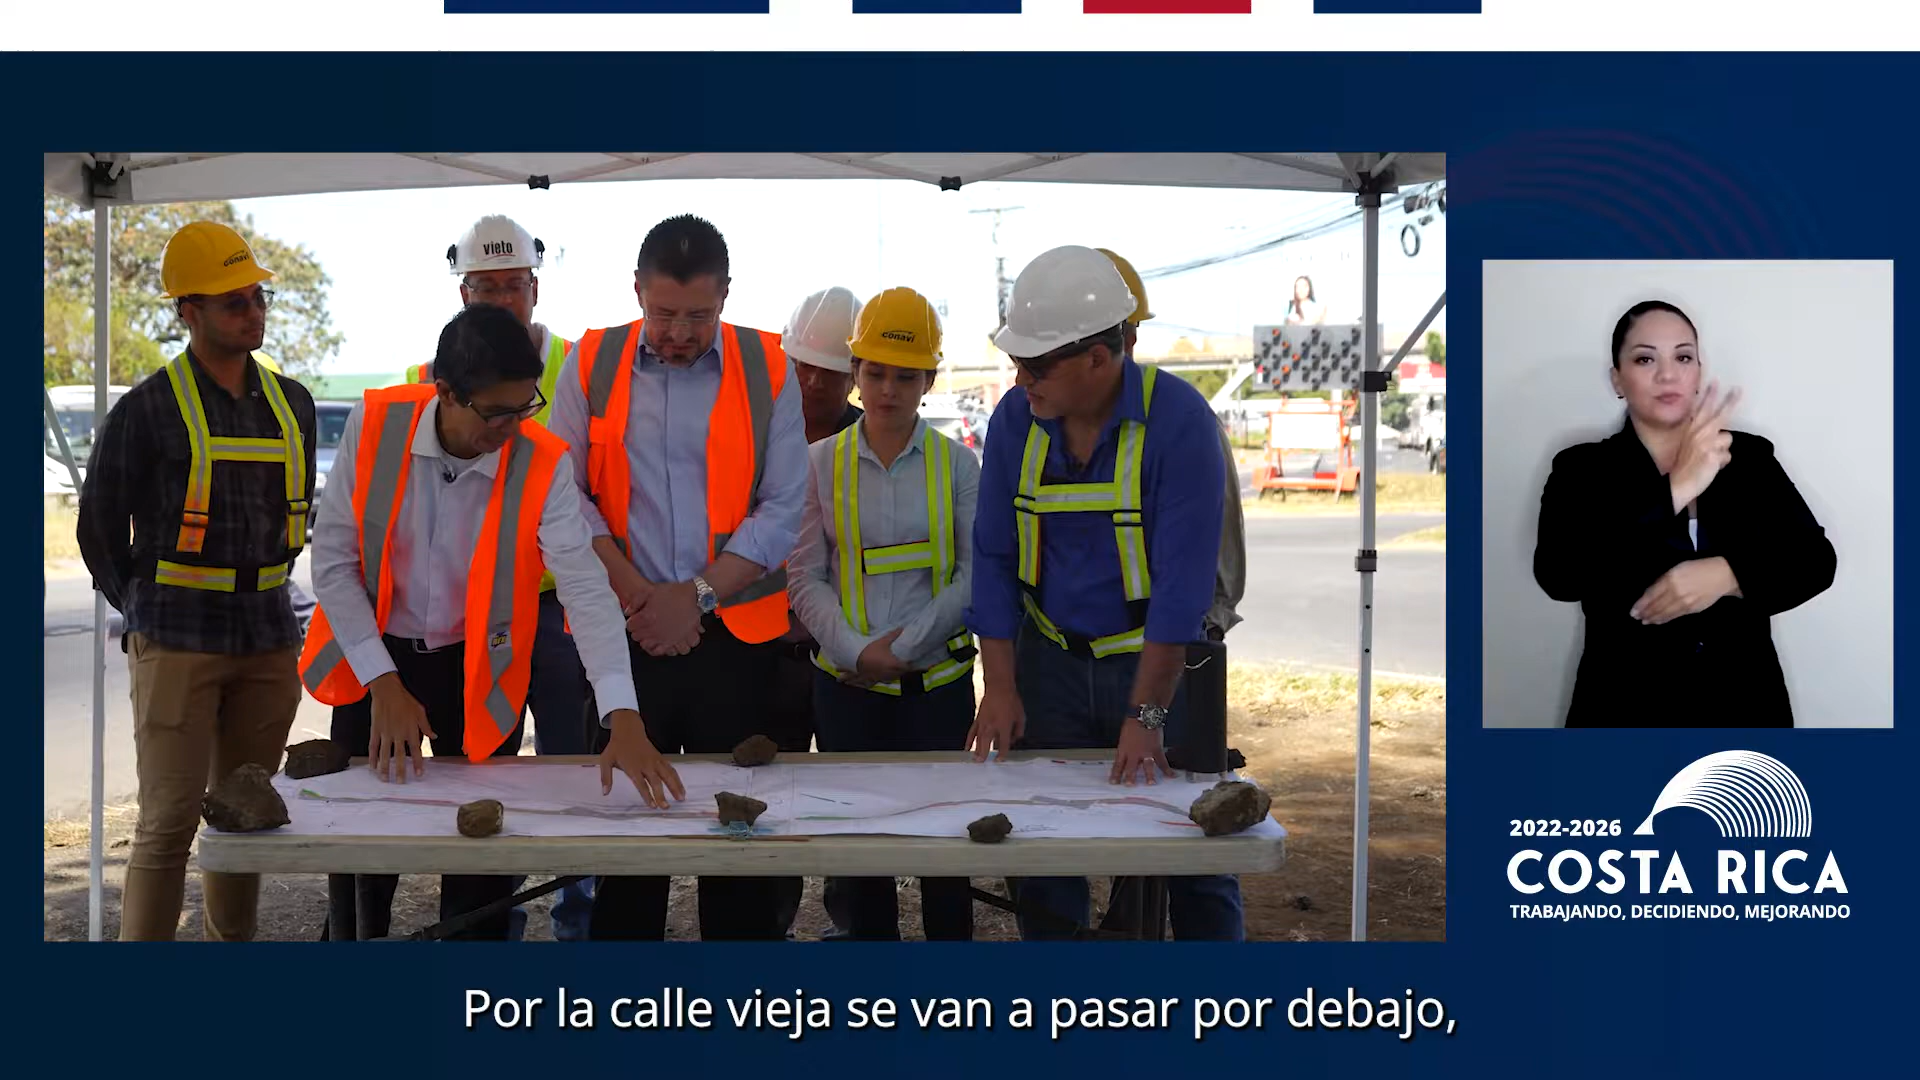 conavi
vieto
conavi
2022-2026
COSTA RICA
TRABAJANDO, DECIDIENDO, MEJORANDO
Por la calle vieja se van a pasar por debajo,